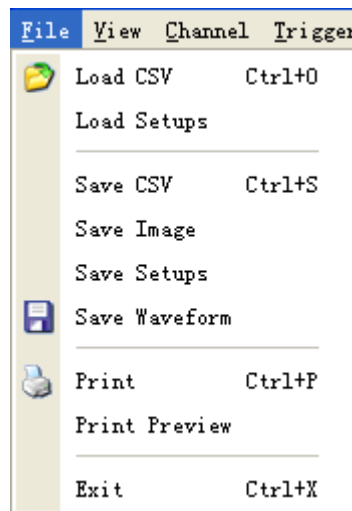 File View Channel Trigger
Load CSV Ctrl+O
Load Setups
Save CSV Ctrl+S
Save Image
Save Setups
Save Waveform
Print Ctrl+P
Print Preview
Exit Ctrl+X